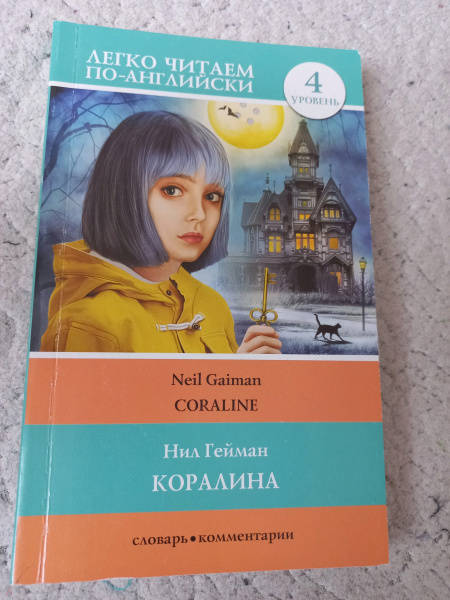 ЛЕГКО ЧИТАЕМ
ПО-АНГЛИЙСКИ
4
УРОВЕНЬ
Neil Gaiman
CORALINE
Нил Гейман
КОРАЛИНА
словарь•комментарии